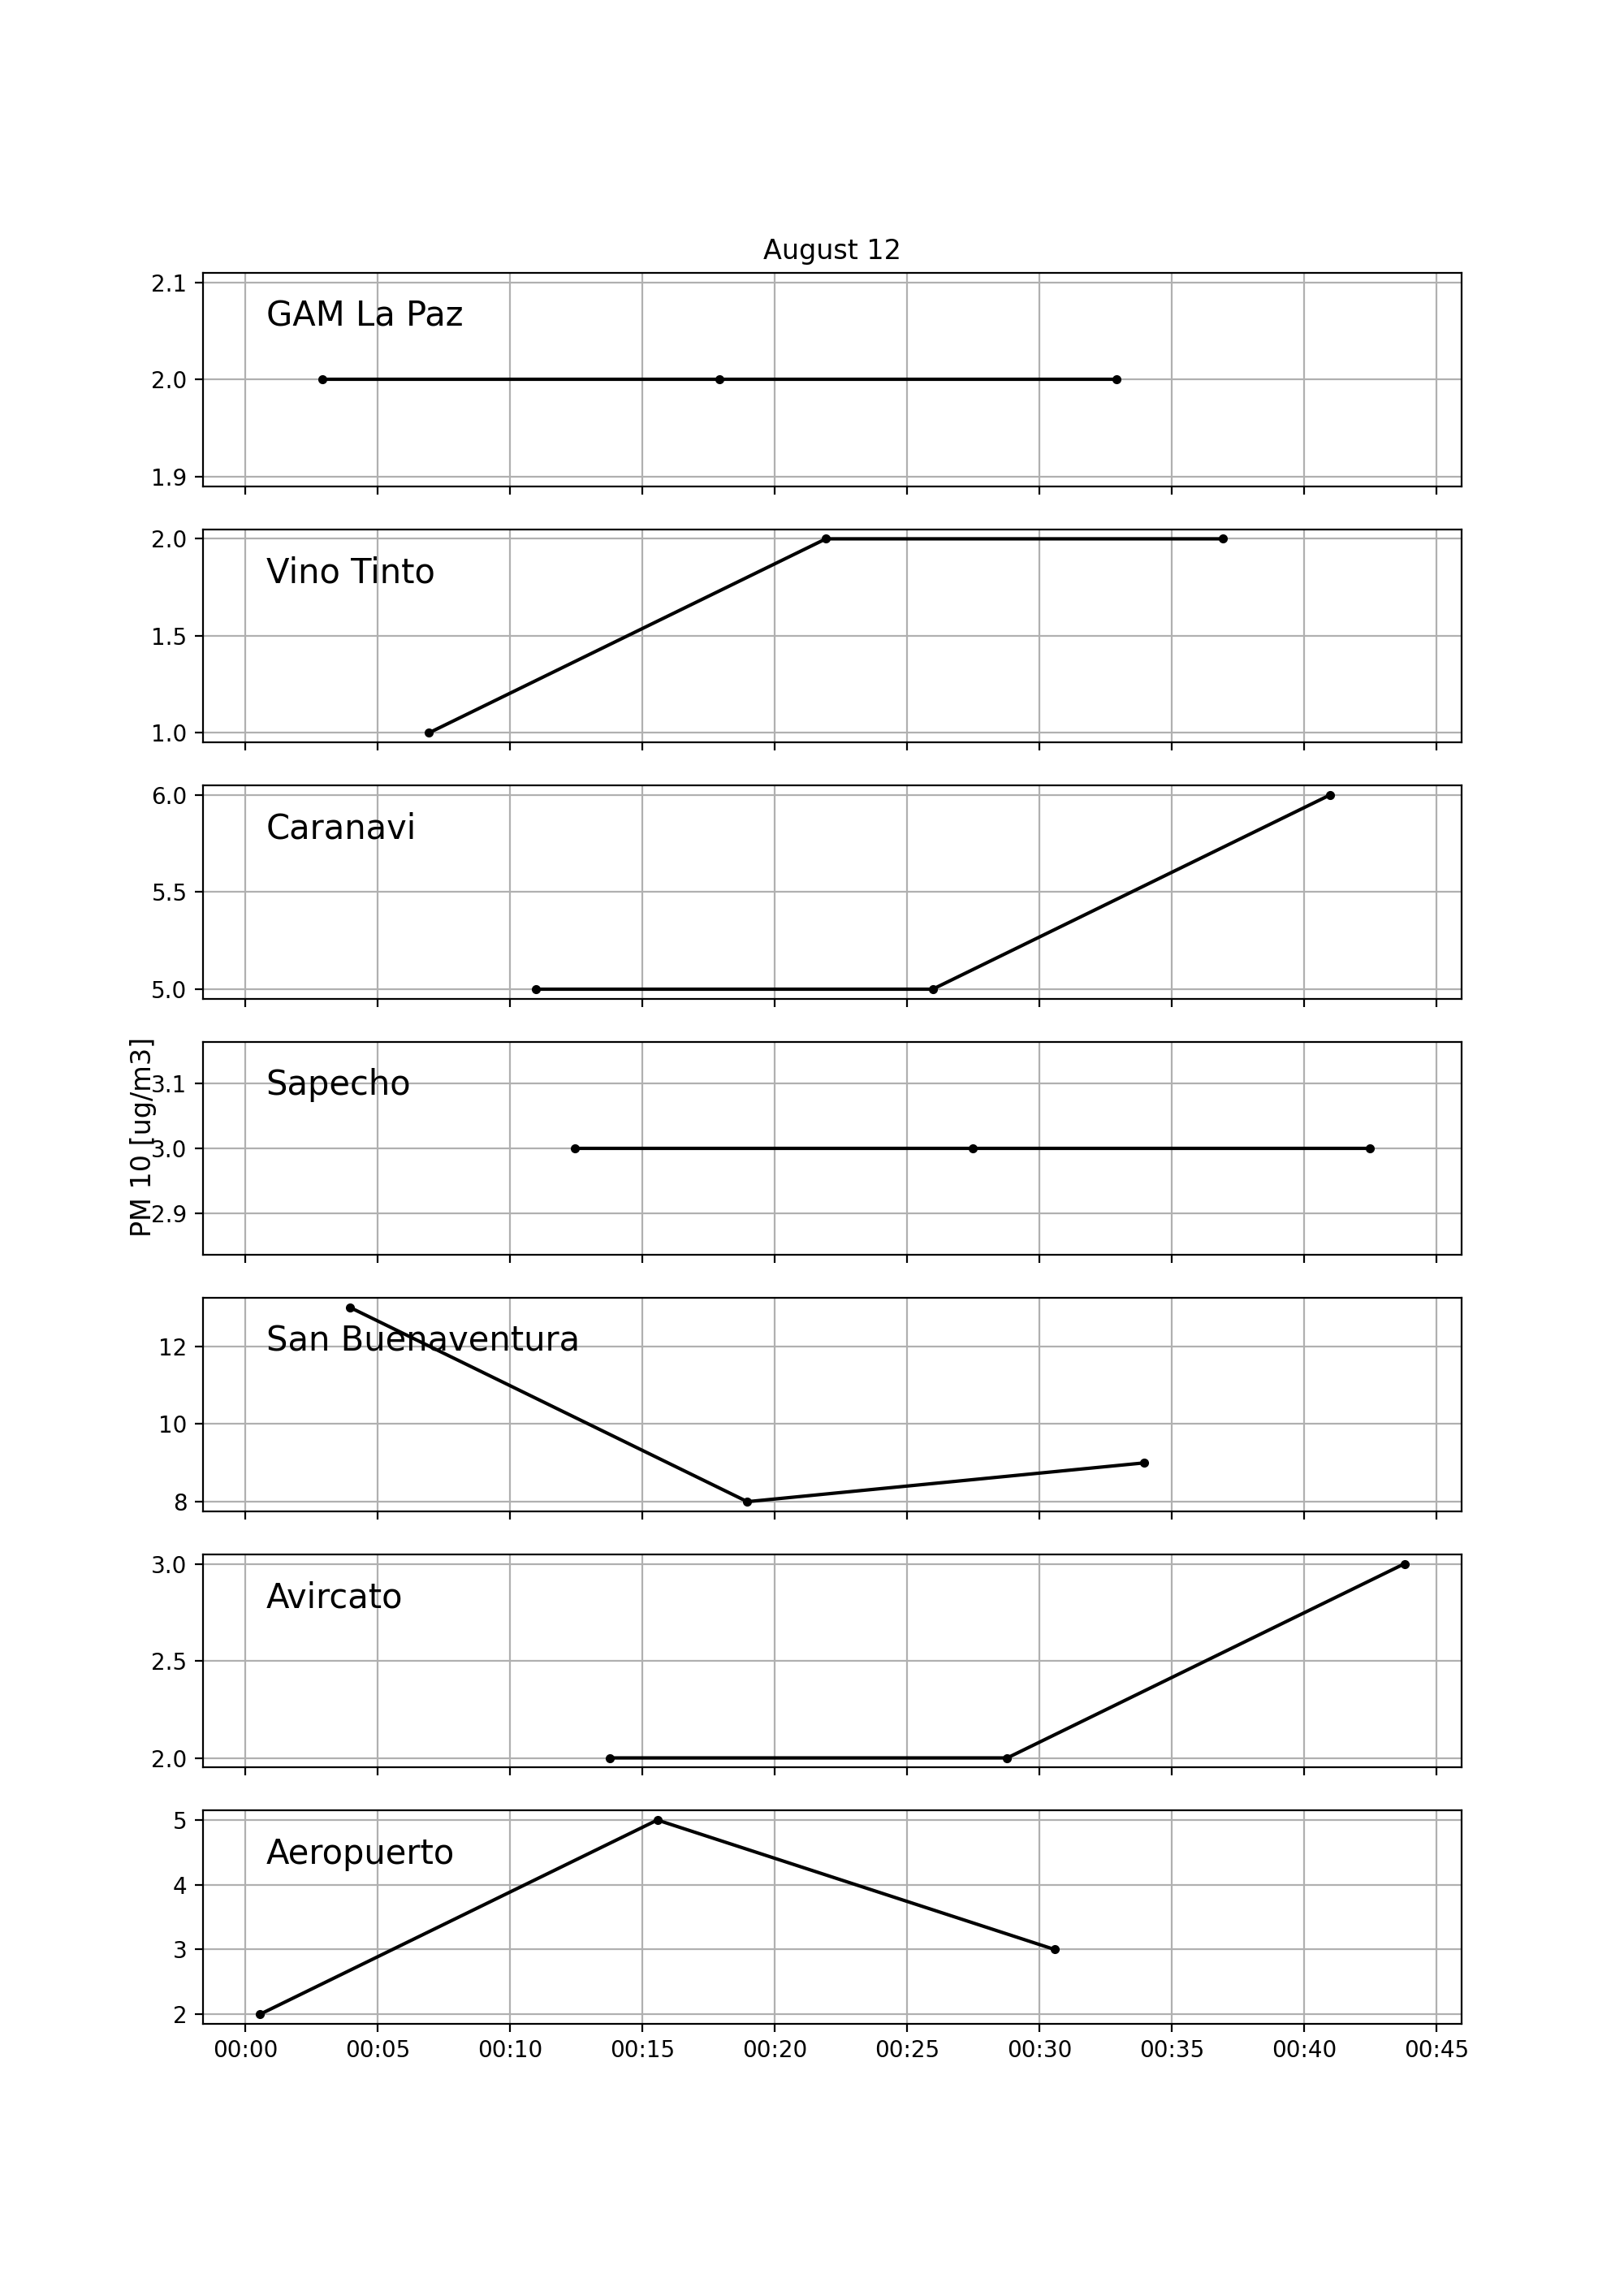 August 12
2.1
GAM La Paz
2.0
1.9
2.0
Vino Tinto
1.5
1.0
6.0
Caranavi
5.5
5.0
PM 10 [ug/m3]
3.1
Sapecho
3.0
2.9
San Buenaventura
12
10
8
3.0
Avircato
2.5
2.0
5
Aeropuerto
4
3
2
00:00 00:05 00:10 00:15 00:20 00:25 00:30 00:35 00:40 00:45